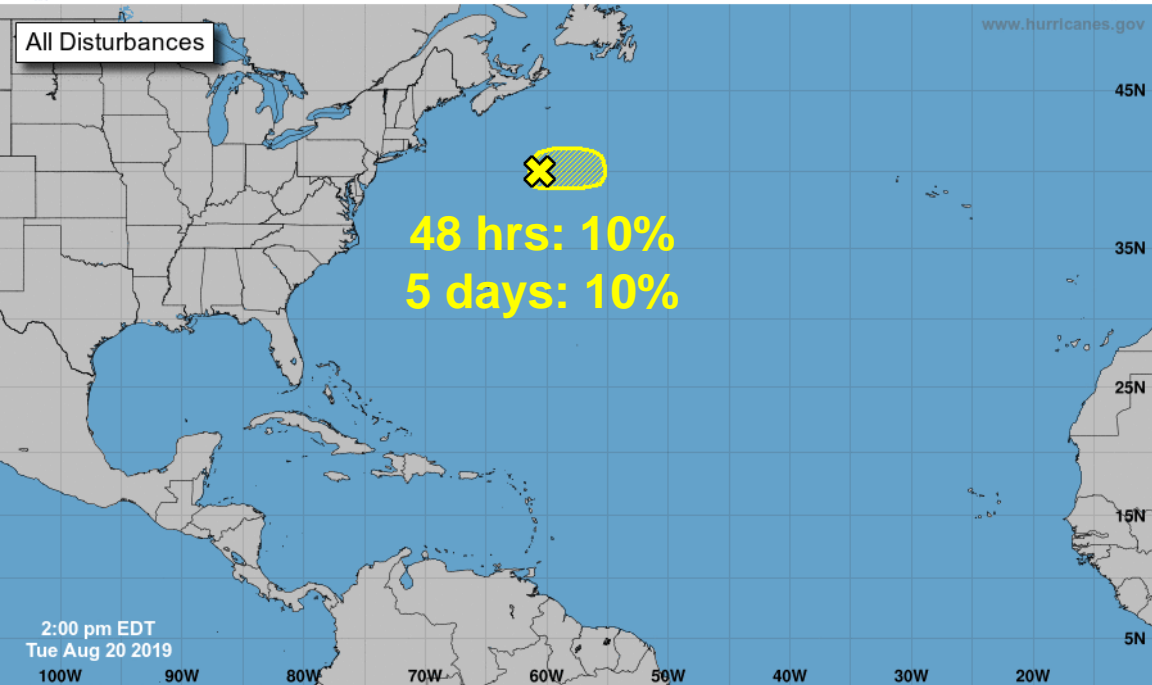 All Disturbances
www.hurricanes.gov
45N
48 hrs: 10%
35N
5 days: 10%
25N
15N
2:00 pm EDT
Tue Aug 20 2019
5N
100W 90W 80W 70W 60W 50W 40W 30W 20W